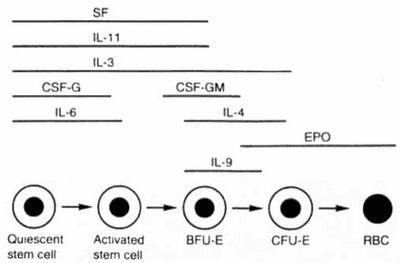 SF
IL-11
IL-3
CSF-G CSF-GM
IL-6 IL-4
EPO
IL-9
Quiescent Activated BFU-E CFU-E RBC
stem cell stem cell